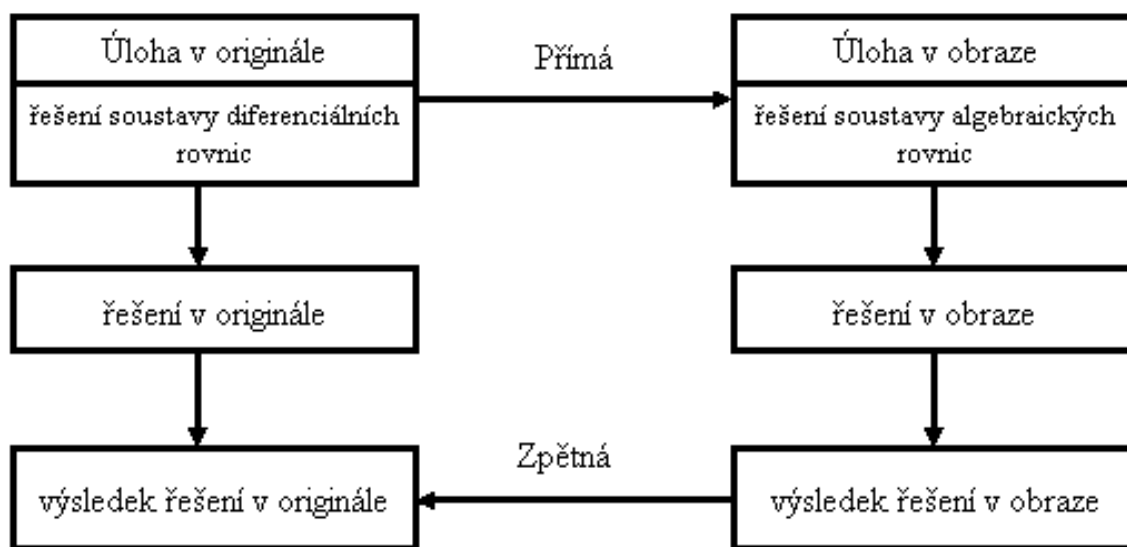 Úloha v originále
řešení soustavy diferenciálních
rovnic
Přímá
Úloha v obraze
řešení soustavy algebraických
rovnic
řešení v originále
řešení v obraze
výsledek řešení v originále
Zpětná
výsledek řešení v obraze